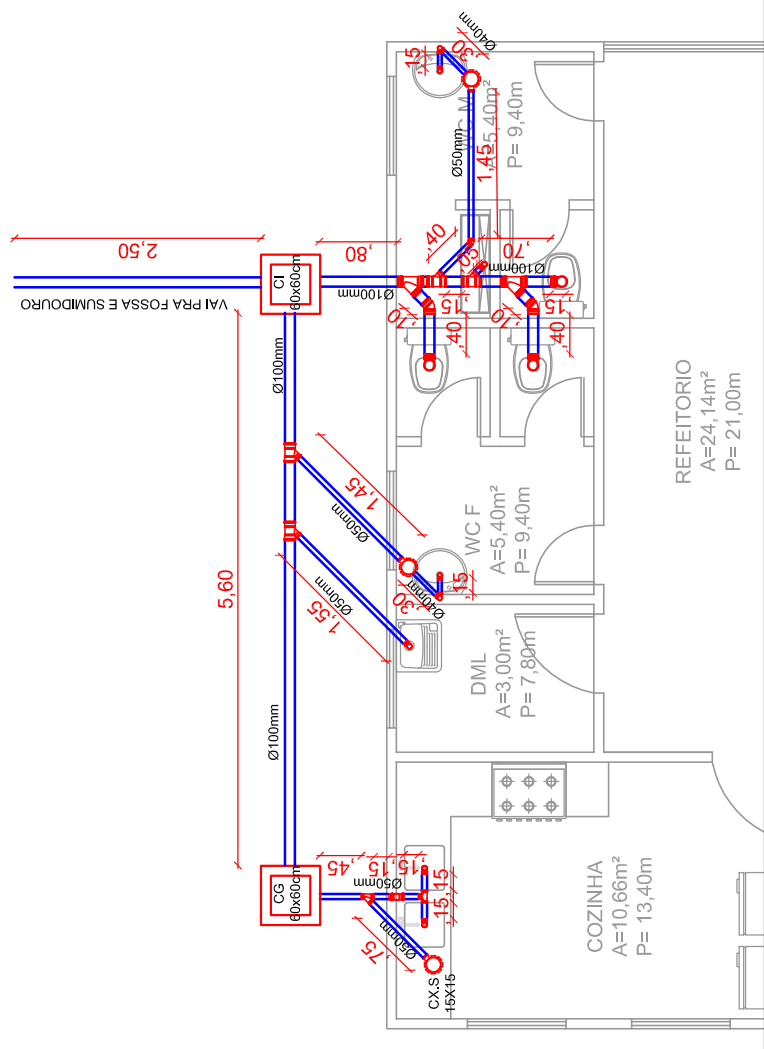 Ø40mm
,15
,30
WC M
A=5,40m²
P= 9,40m
Ø50mm
1,45
2,50
,80
,40
,05
,70
CI
60x60cm
VAI PRA FOSSA E SUMIDOURO
Ø100mm
Ø100mm
,10
,15
,10
,15
,40
,40
Ø100mm
1,45
Ø50mm
WC F
A=5,40m²
P= 9,40m
,15
,30
Ø40mm
REFEITORIO
A=24,14m²
P= 21,00m
5,60
1,55
Ø50mm
DML
A=3,00m²
P= 7,80m
Ø100mm
CG
60x60cm
,45
,15
,15
Ø50mm
,15
,15
Ø50mm
,75
CX.S
15X15
COZINHA
A=10,66m²
P= 13,40m